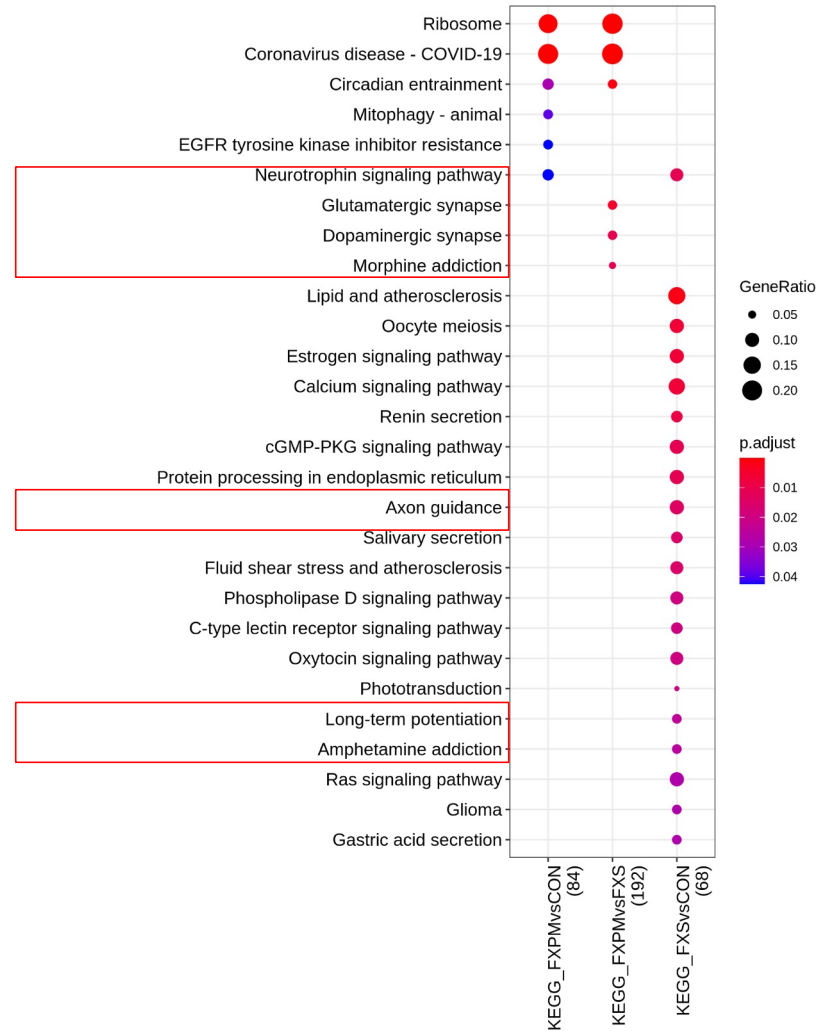 Ribosome
Coronavirus disease - COVID-19
Circadian entrainment
Mitophagy - animal
EGFR tyrosine kinase inhibitor resistance
Neurotrophin signaling pathway
Glutamatergic synapse
Dopaminergic synapse
Morphine addiction
Lipid and atherosclerosis
Oocyte meiosis
Estrogen signaling pathway
Calcium signaling pathway
Renin secretion
cGMP-PKG signaling pathway
Protein processing in endoplasmic reticulum
Axon guidance
Salivary secretion
Fluid shear stress and atherosclerosis
Phospholipase D signaling pathway
C-type lectin receptor signaling pathway
Oxytocin signaling pathway
Phototransduction
Long-term potentiation
Amphetamine addiction
Ras signaling pathway
Glioma
Gastric acid secretion
KEGG_FXPMvsCON
(84)
KEGG_FXPMvsFXS
(192)
KEGG_FXSvsCON
(68)
GeneRatio
0.05
0.10
0.15
0.20
p.adjust
0.01
0.02
0.03
0.04